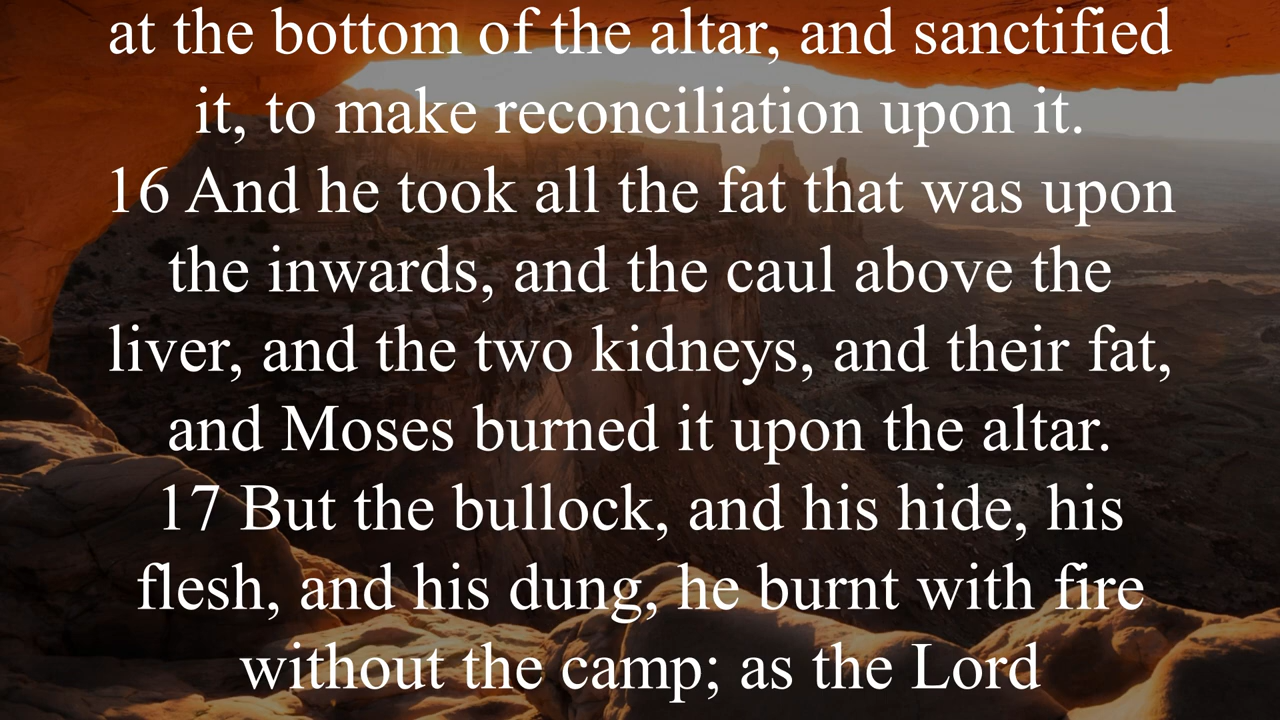 at the bottom of the altar, and sanctified
it, to make reconciliation upon it.
16 And he took all the fat that was upon
the inwards, and the caul above the
liver, and the two kidneys, and their fat,
and Moses burned it upon the altar.
17 But the bullock, and his hide, his
flesh, and his dung, he burnt with fire
without the camp; as the Lord